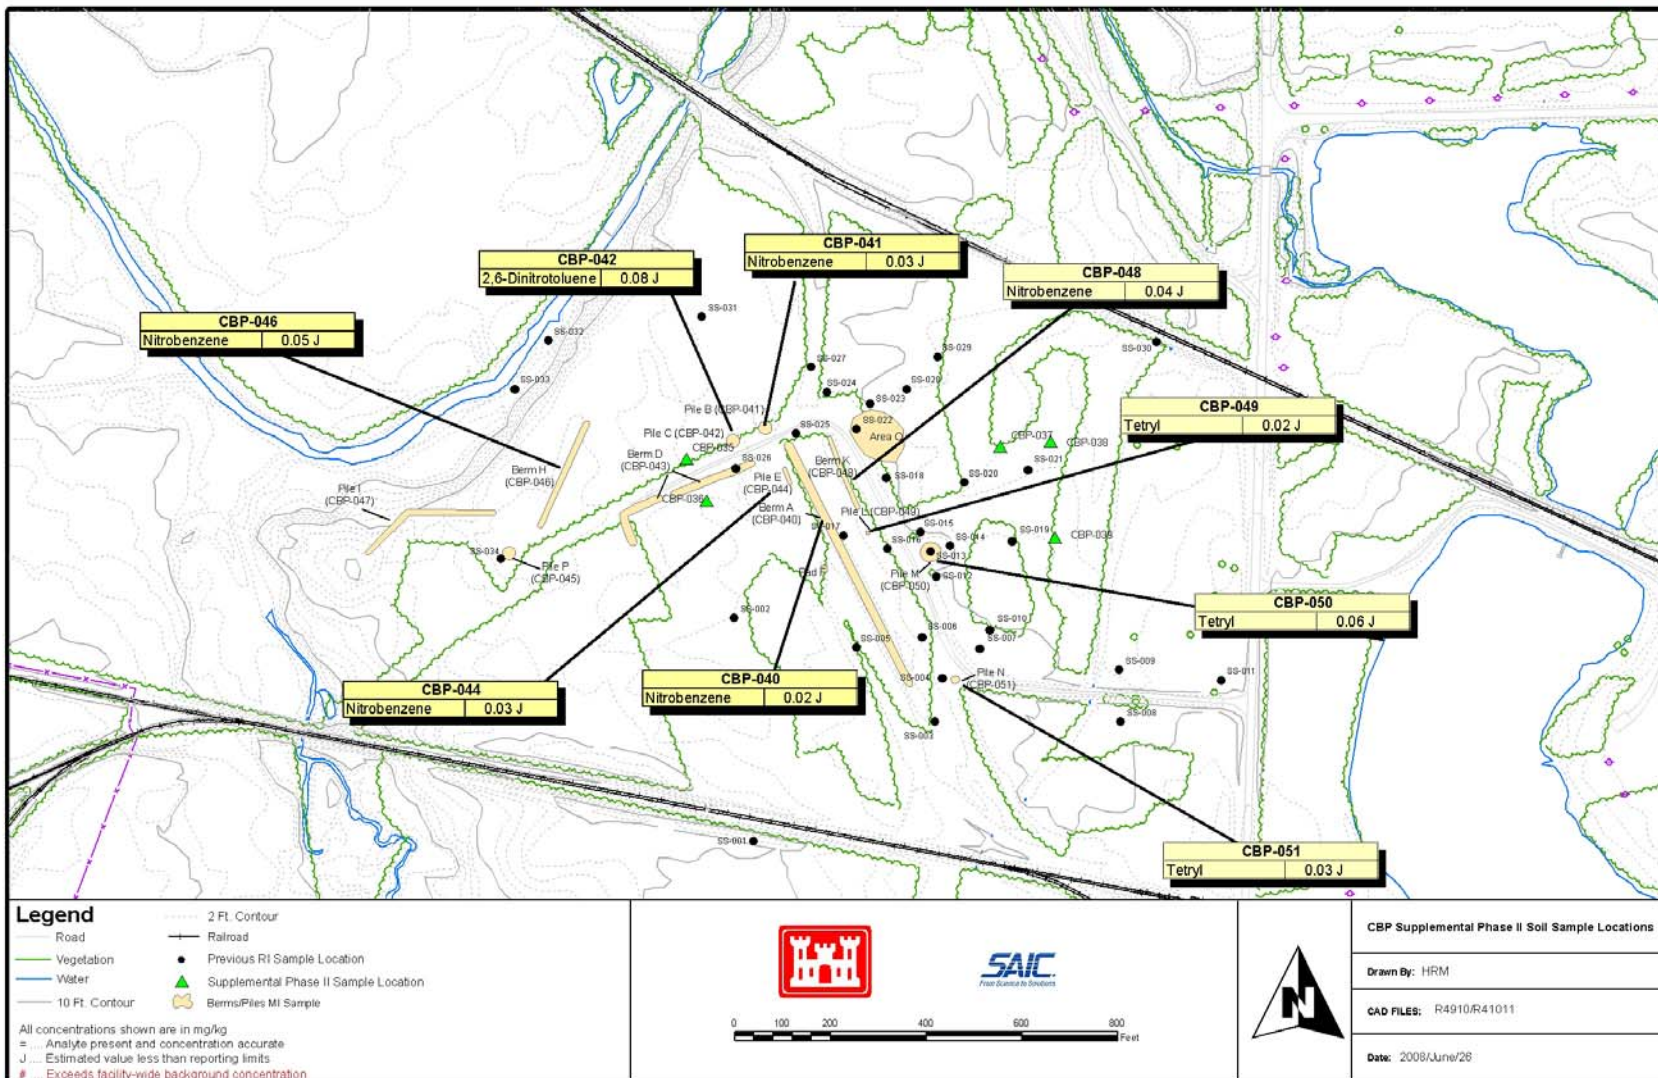 CBP-041
Nitrobenzene 0.03 J
CBP-042
2,6-Dinitrotoluene 0.08 J
CBP-048
Nitrobenzene 0.04 J
CBP-046
Nitrobenzene 0.05 J
SS-031
SS-032
SS-033
SS-027
SS-024
SS-029
SS-030
SS-023
CBP-049
Tetryl 0.02 J
Pile B (CBP-041)
Pile C (CBP-042)
SS-025
SS-022
Area O
CBP-037
CBP-038
CBP-035
Berm D
(CBP-043)
SS-026
Berm K
(CBP-048)
SS-021
SS-020
SS-018
Berm H
(CBP-046)
Pile E
(CBP-044)
Pile I
(CBP-047)
CBP-036
Berm A
(CBP-040)
Pile L (CBP-049)
SS-017
SS-015
SS-016
SS-014
SS-019
SS-013
SS-034
Pile P
(CBP-045)
Pile M
(CBP-050)
SS-012
CBP-050
Tetryl 0.06 J
SS-002
SS-006
SS-010
SS-005
SS-007
SS-009
SS-011
SS-004
Pile N
(CBP-051)
CBP-044
Nitrobenzene 0.03 J
CBP-040
Nitrobenzene 0.02 J
SS-003
SS-008
SS-001
CBP-051
Tetryl 0.03 J
Legend
Road
Vegetation
Water
10 Ft. Contour
2 Ft. Contour
Railroad
Previous RI Sample Location
Supplemental Phase II Sample Location
Berms/Piles MI Sample
All concentrations shown are in mg/kg
= .... Analyte present and concentration accurate
J .... Estimated value less than reporting limits
# .... Exceeds facility-wide background concentration
SAIC
From Science to Solutions
0 100 200 400 600 800
Feet
N
CBP Supplemental Phase II Soil Sample Locations
Drawn By: HRM
CAD FILES: R4910/R41011
Date: 2008/June/26